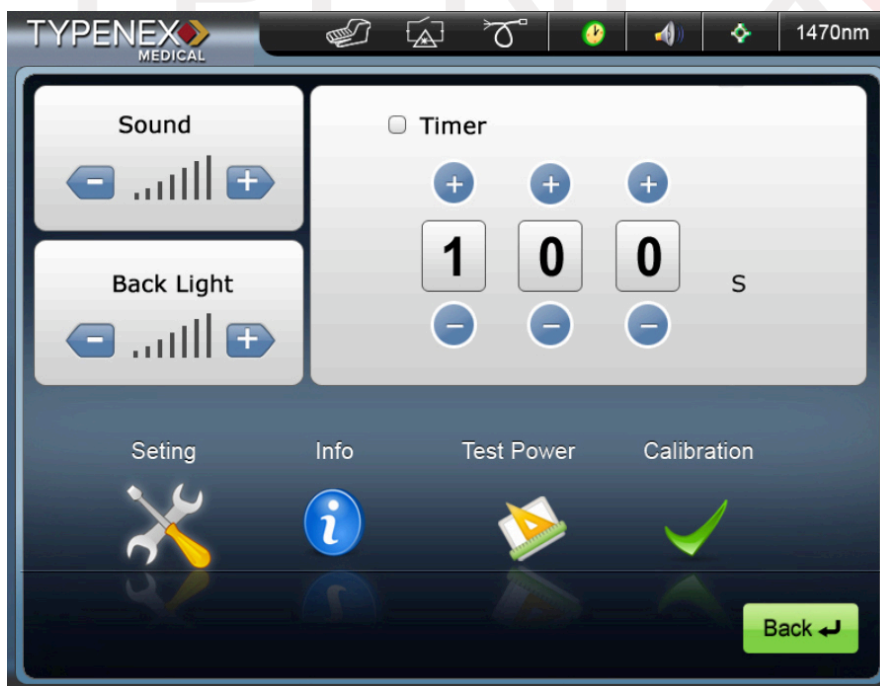 TYPENEX
MEDICAL
1470nm
Sound
Timer
1 0 0 S
Back Light
Seting Info Test Power Calibration
Back